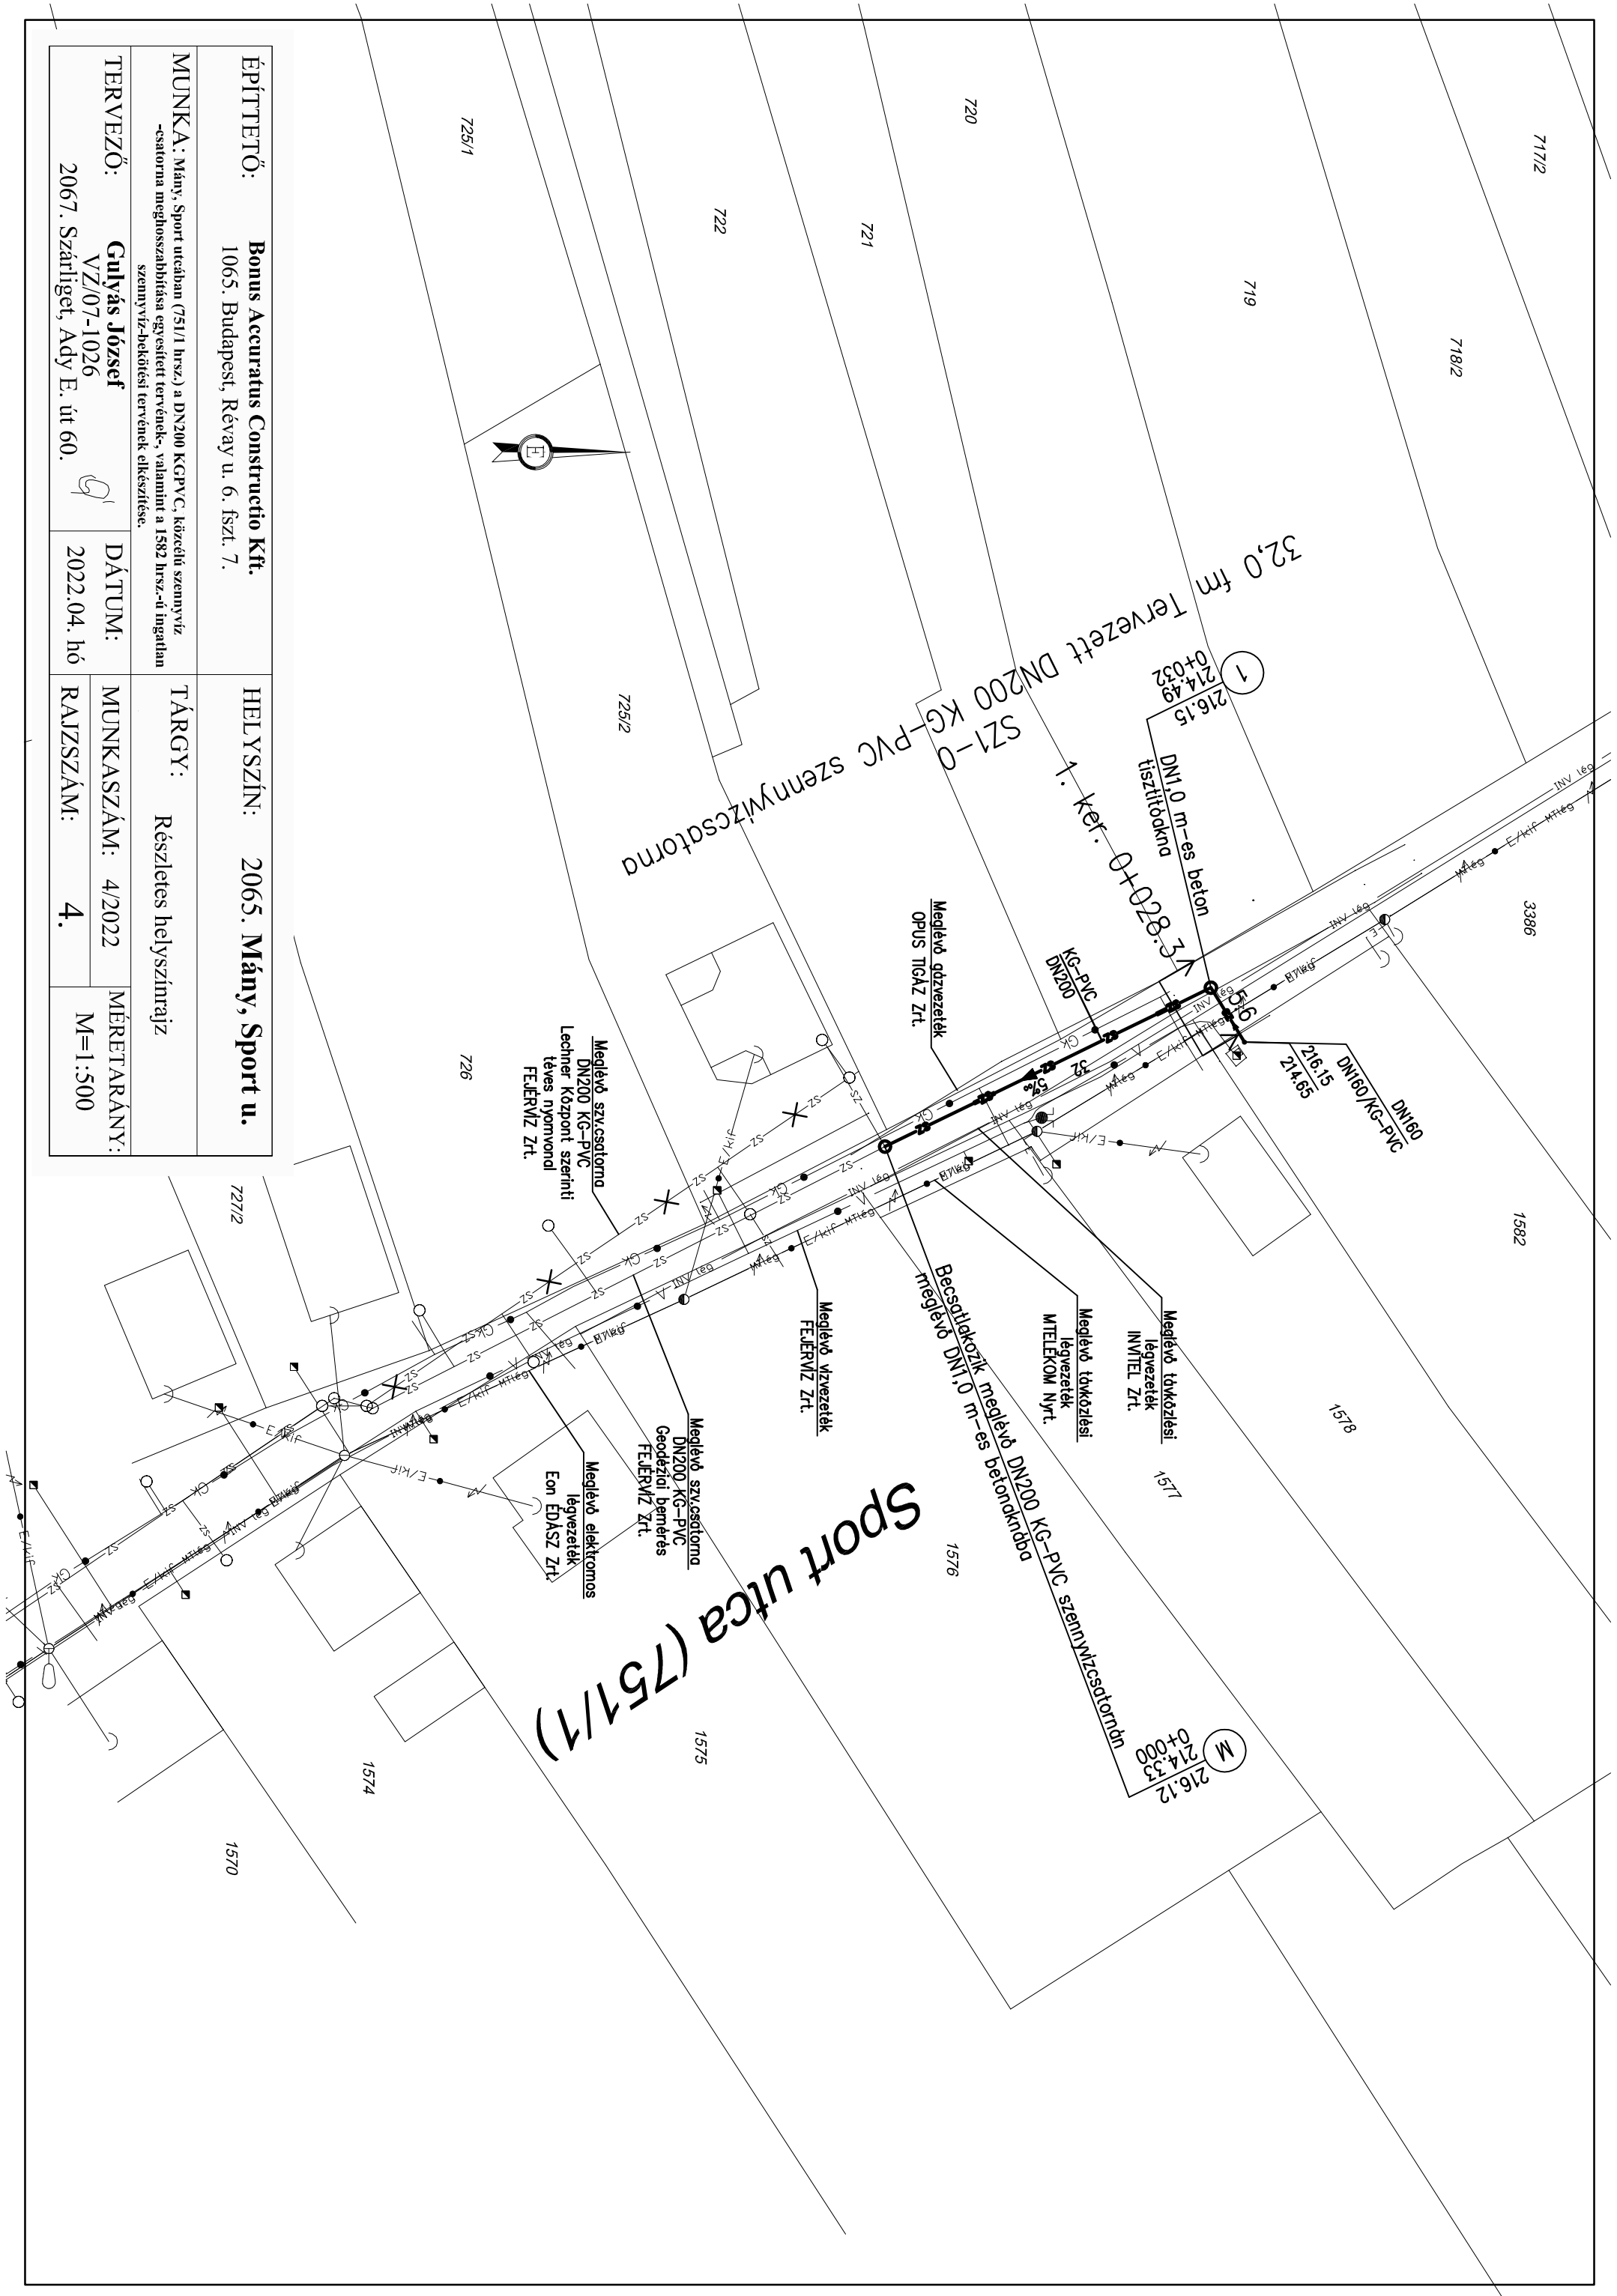 ÉPÍTTETŐ:
Bonus Accuratus Constructio Kft.
1065. Budapest, Révay u. 6. fszt. 7.
HELYSZÍN: 2065. Mány, Sport u.
MUNKA: Mány, Sport utcában (751/1 hrsz.) a DN200 KGPVC, közcélú szennyvíz
-csatorna meghosszabbítása egyesített tervének-, valamint a 1582 hrsz.-ú ingatlan
szennyvíz-bekötési tervének elkészítése.
TÁRGY:
Részletes helyszínrajz
TERVEZŐ:
Gulyás József
VZ/07-1026
2067. Szárliget, Ady E. út 60.
DÁTUM:
2022.04. hó
MUNKASZÁM: 4/2022
RAJZSZÁM: 4.
MÉRETARÁNY:
M=1:500
É
717/2
718/2
719
720
721
722
725/1
725/2
726
727/2
3386
1582
1578
1577
1576
1575
1574
1570
32,0 fm Tervezett DN200 KG-PVC szennyvízcsatorna
SZ1-0
1. ker. 0+028.3
1
216.15
214.49
0+032
DN1,0 m-es beton
tisztítóakna
KG-PVC
DN200
32
5‰
5.6
DN160
DN160/KG-PVC
216.15
214.65
Meglévő gázvezeték
OPUS TIGÁZ Zrt.
Meglévő szv.csatorna
DN200 KG-PVC
Lechner Központ szerinti
téves nyomvonal
FEJÉRVÍZ Zrt.
Meglévő távközlési
légvezeték
INVITEL Zrt.
Meglévő távközlési
légvezeték
MTELEKOM Nyrt.
Meglévő vízvezeték
FEJÉRVÍZ Zrt.
Meglévő szv.csatorna
DN200 KG-PVC
Geodéziai bemérés
FEJÉRVÍZ Zrt.
Meglévő elektromos
légvezeték
Eon ÉDÁSZ Zrt.
Becsatlakozik meglévő DN200 KG-PVC szennyvízcsatornán
meglévő DN1,0 m-es betonaknába
M
216.12
214.33
0+000
Sport utca (751/1)
INV lég
E/kif
MTlég
GK
SZ
V